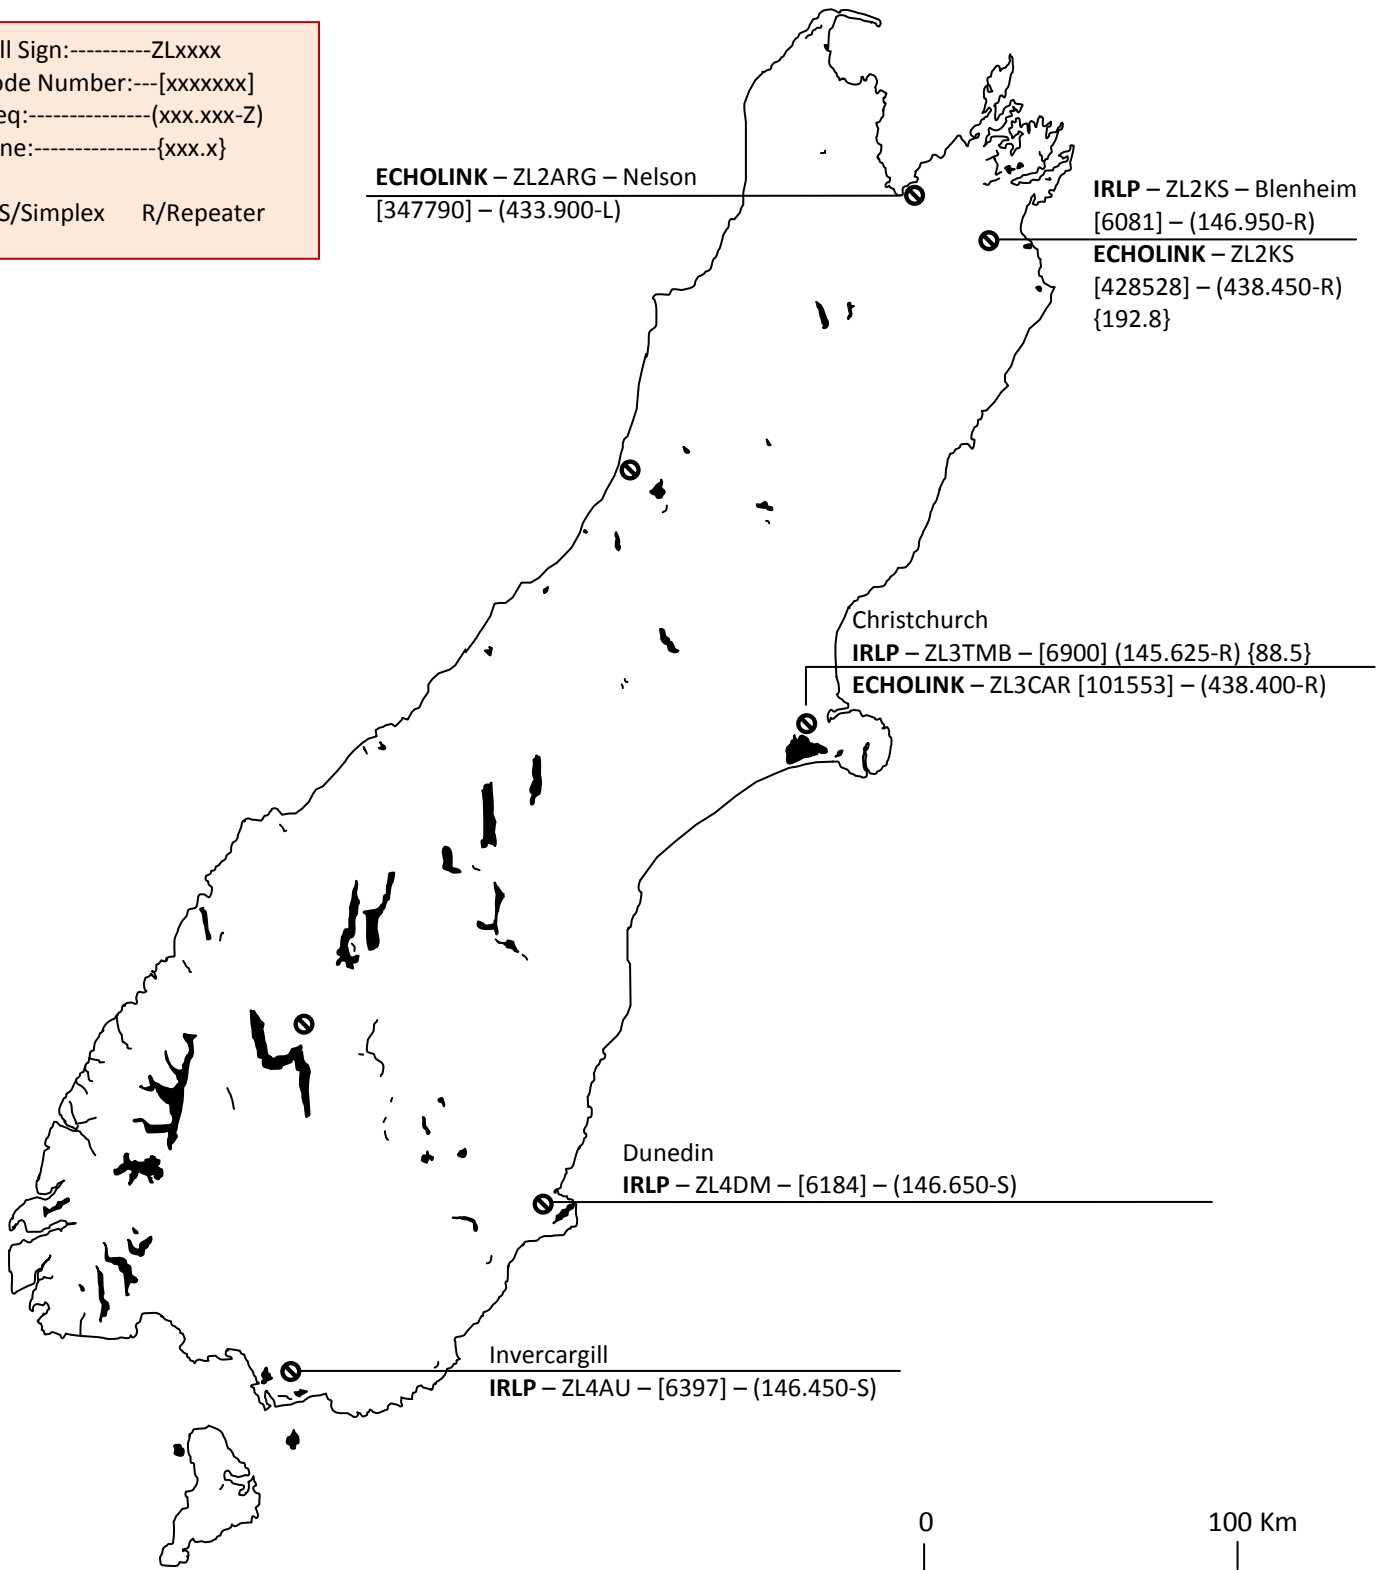 ll Sign:----------ZLxxxx
ode Number:---[xxxxxxx]
eq:---------------(xxx.xxx-Z)
ne:---------------{xxx.x}
S/Simplex R/Repeater
ECHOLINK – ZL2ARG – Nelson
[347790] – (433.900-L)
IRLP – ZL2KS – Blenheim
[6081] – (146.950-R)
ECHOLINK – ZL2KS
[428528] – (438.450-R)
{192.8}
Christchurch
IRLP – ZL3TMB – [6900] (145.625-R) {88.5}
ECHOLINK – ZL3CAR [101553] – (438.400-R)
Dunedin
IRLP – ZL4DM – [6184] – (146.650-S)
Invercargill
IRLP – ZL4AU – [6397] – (146.450-S)
0 100 Km